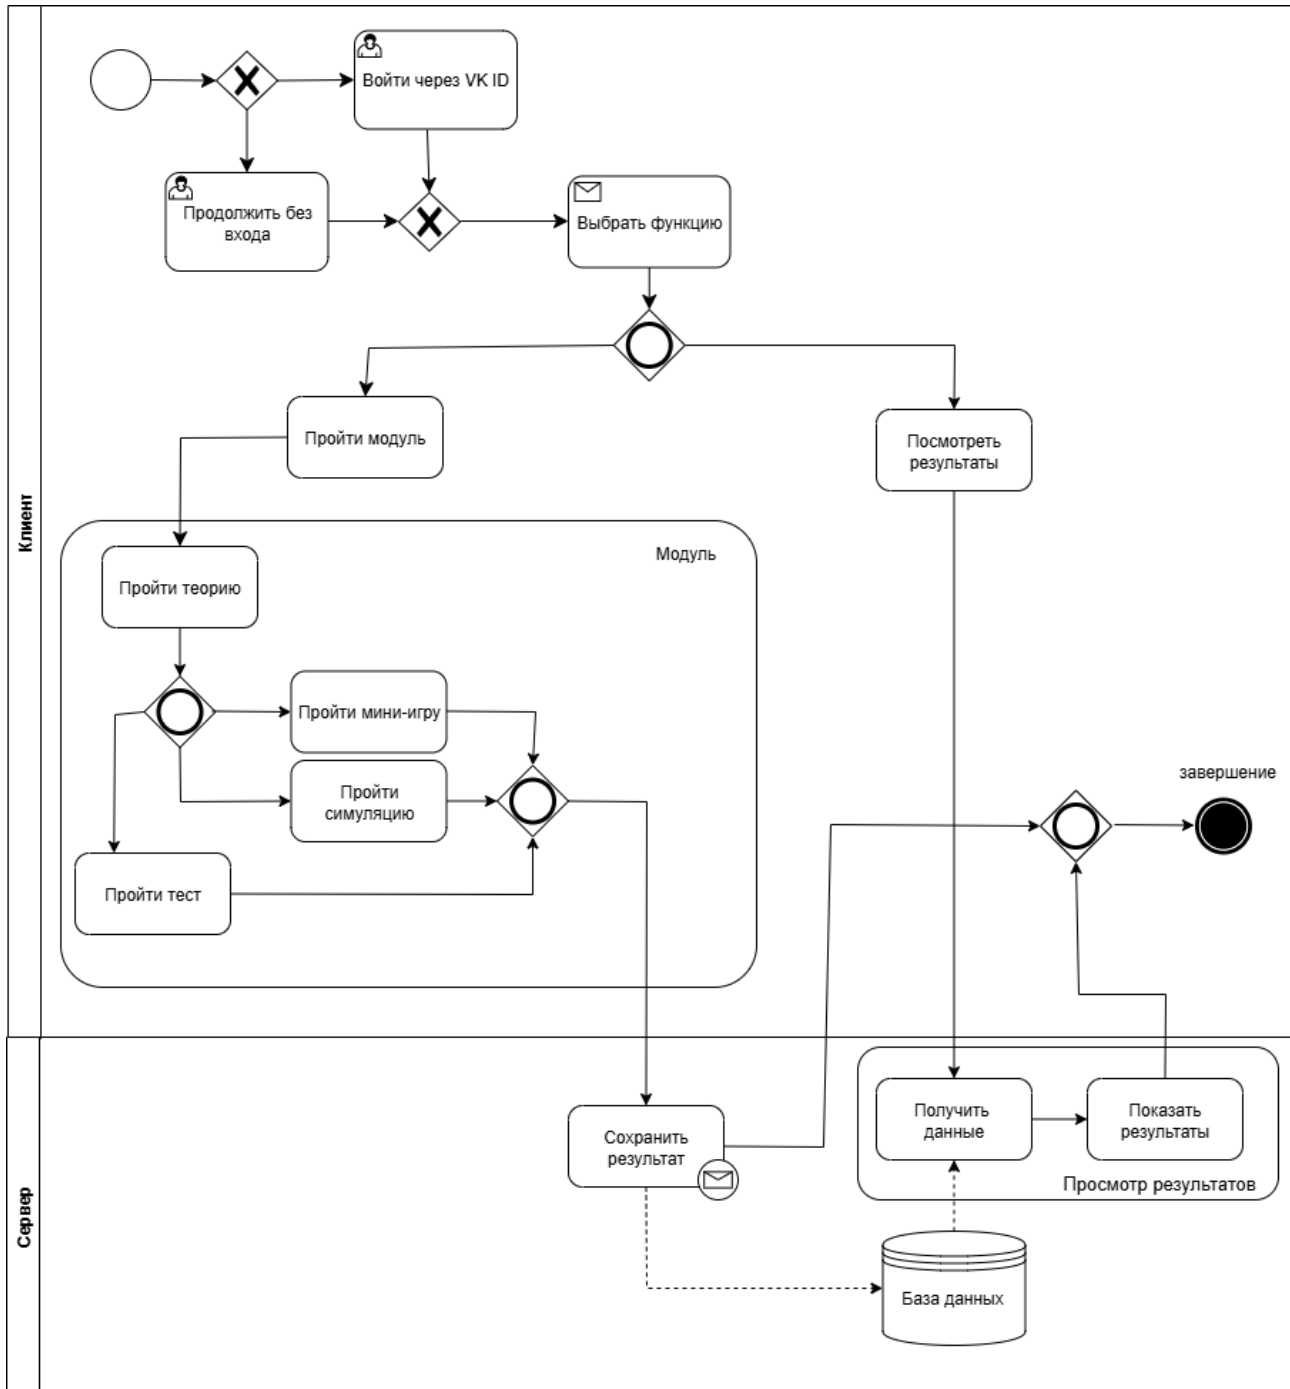 Войти через VK ID
Продолжить без
входа
Выбрать функцию
Пройти модуль
Посмотреть
результаты
Клиент
Модуль
Пройти теорию
Пройти мини-игру
Пройти
симуляцию
Пройти тест
завершение
Сервер
Сохранить
результат
Получить
данные
Показать
результаты
Просмотр результатов
База данных